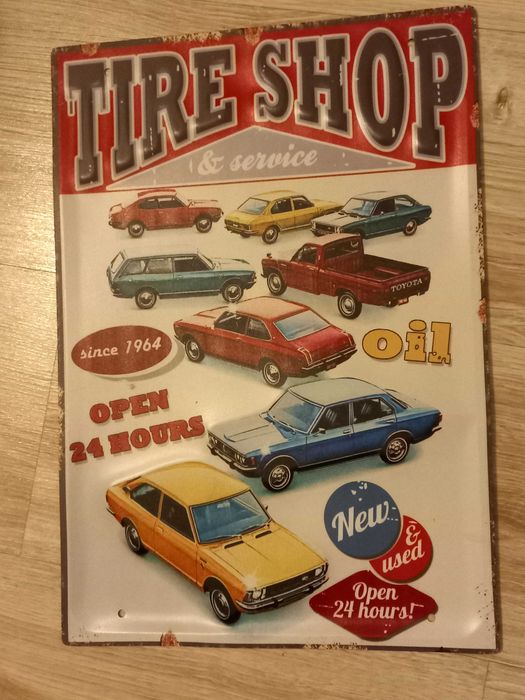 TIRE SHOP
& service
TOYOTA
since 1964
oil
OPEN
24 HOURS
New
&
used
Open
24 hours!